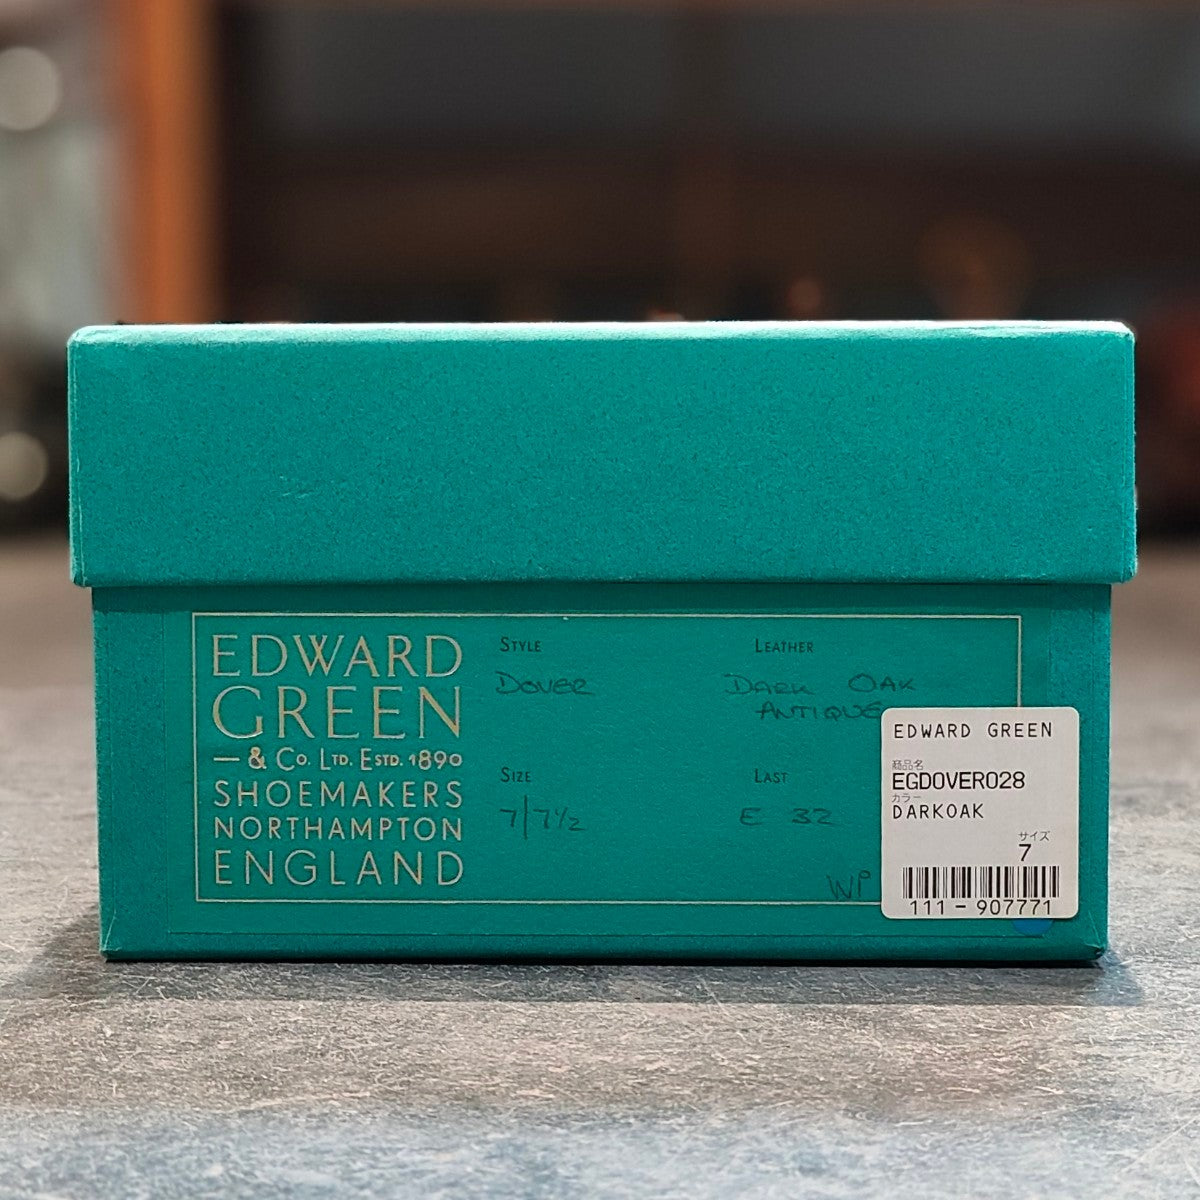 EDWARD
GREEN
— & Co. LTD. ESTD. 1890
SHOEMAKERS
NORTHAMPTON
ENGLAND
STYLE
DOVER
LEATHER
DARK OAK
ANTIQUE
SIZE
7/7½
LAST
E 32
WP
EDWARD GREEN
商品名
EGDOVER028
カラー
DARKOAK
サイズ
7
111-907771